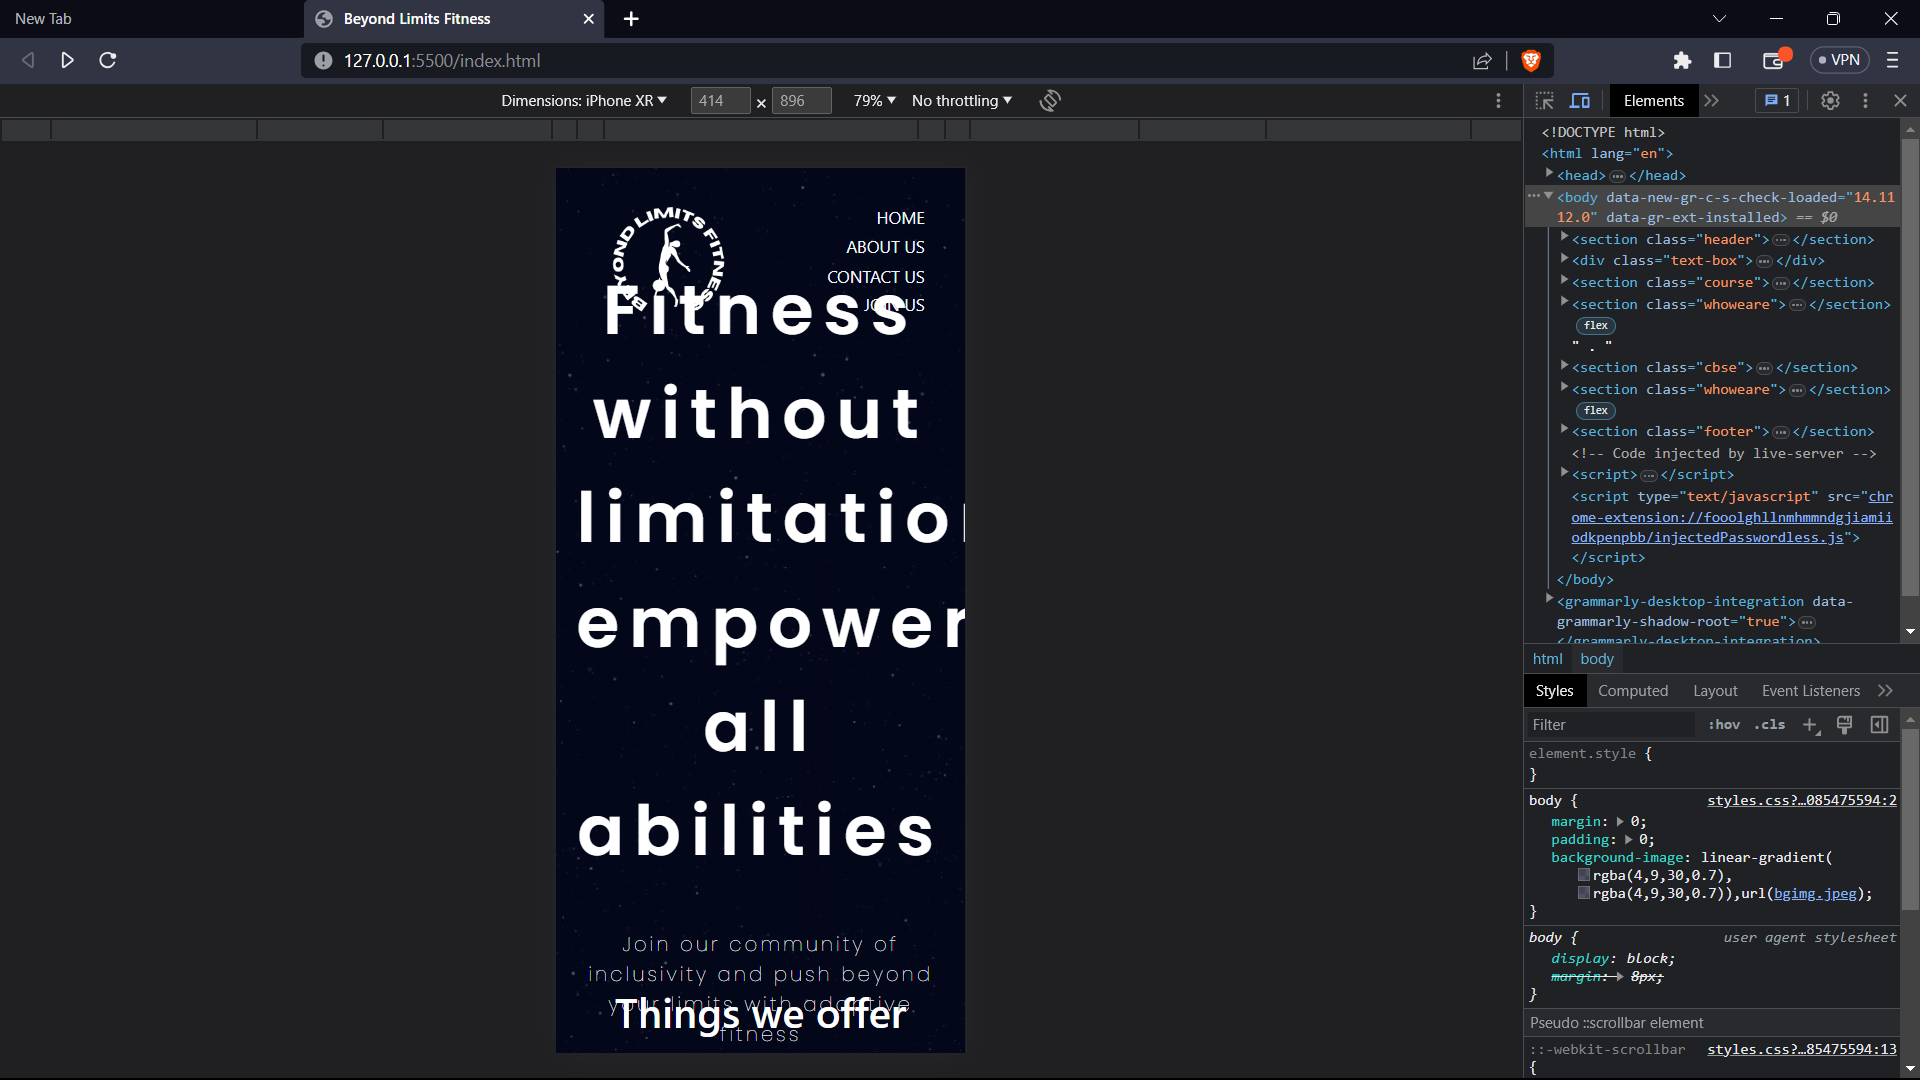 New Tab
Beyond Limits Fitness
127.0.0.1:5500/index.html
VPN
Dimensions: iPhone XR
414 × 896
79%
No throttling
Elements
1
BEYOND LIMITS FITNESS
HOME
ABOUT US
CONTACT US
JOIN US
Fitness
without
limitation
empower
all
abilities
Join our community of
inclusivity and push beyond
your limits with adaptive
fitness
Things we offer
<!DOCTYPE html>
<html lang="en">
<head> … </head>
<body data-new-gr-c-s-check-loaded="14.11
12.0" data-gr-ext-installed> == $0
<section class="header"> … </section>
<div class="text-box"> … </div>
<section class="course"> … </section>
<section class="whoweare"> … </section>
flex
" . "
<section class="cbse"> … </section>
<section class="whoweare"> … </section>
flex
<section class="footer"> … </section>
<!-- Code injected by live-server -->
<script> … </script>
<script type="text/javascript" src="chr
ome-extension://fooolghllnmhmmndgjiamii
odkpenpbb/injectedPasswordless.js">
</script>
</body>
<grammarly-desktop-integration data-
grammarly-shadow-root="true"> …
</grammarly-desktop-integration>
html body
Styles Computed Layout Event Listeners
Filter :hov .cls
element.style {
}
body { styles.css?…085475594:2
margin: 0;
padding: 0;
background-image: linear-gradient(
rgba(4,9,30,0.7),
rgba(4,9,30,0.7)),url(bgimg.jpeg);
}
body { user agent stylesheet
display: block;
margin: 8px;
}
Pseudo ::scrollbar element
::-webkit-scrollbar styles.css?…85475594:13
{